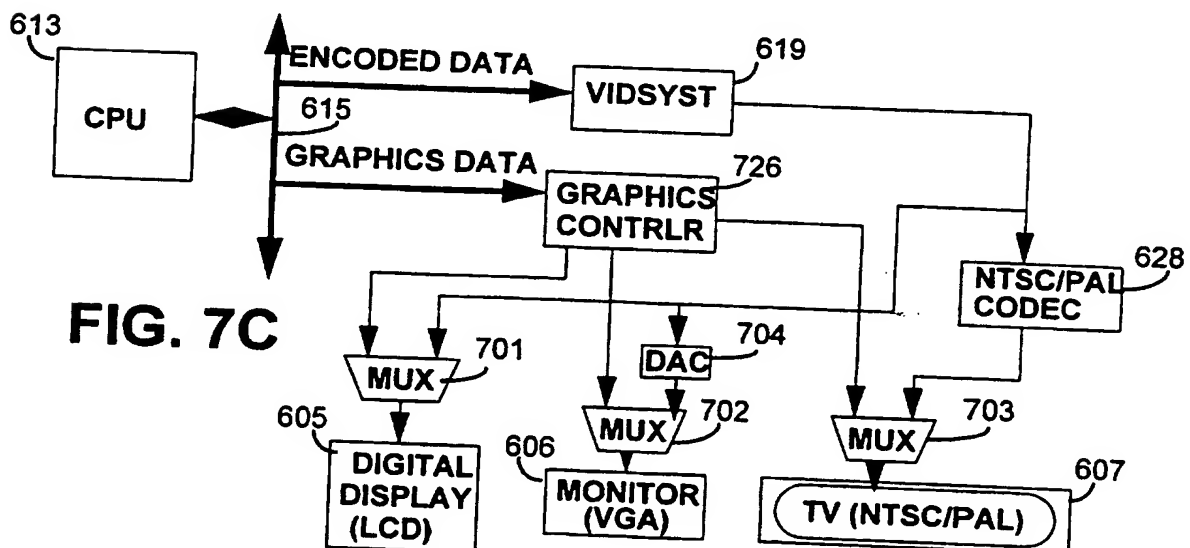 613
CPU
ENCODED DATA
615
GRAPHICS DATA
619
VIDSYST
726
GRAPHICS
CONTRLR
628
NTSC/PAL
CODEC
FIG. 7C
701
MUX
704
DAC
702
MUX
703
MUX
605
DIGITAL
DISPLAY
(LCD)
606
MONITOR
(VGA)
607
TV (NTSC/PAL)